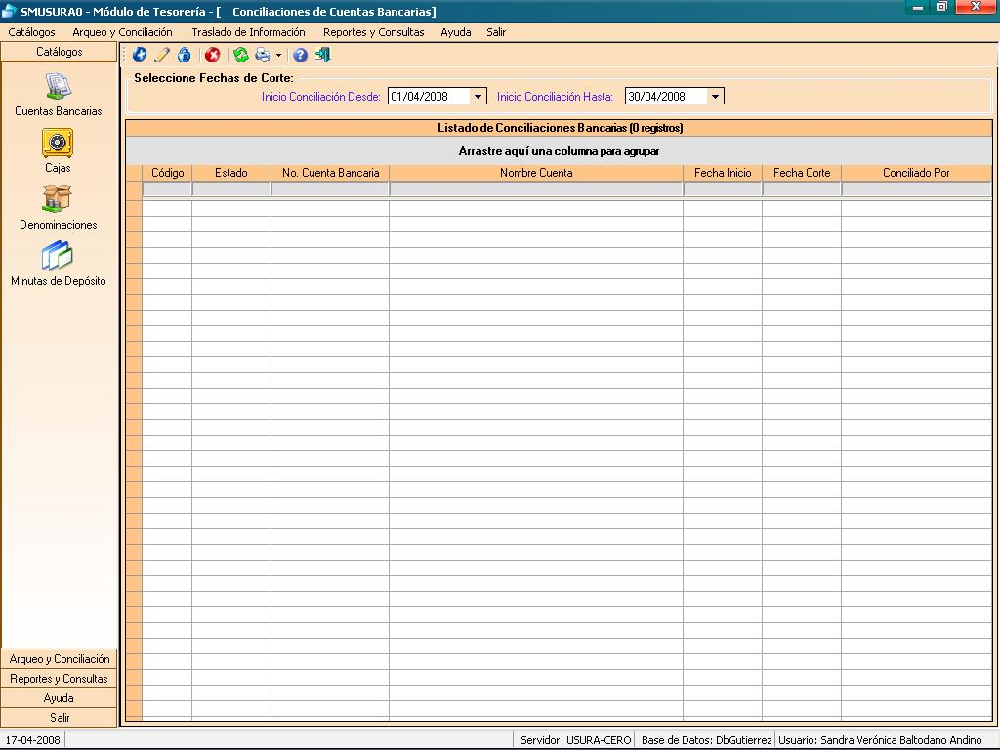 SMUSURA0 - Módulo de Tesorería - [    Conciliaciones de Cuentas Bancarias]
Catálogos   Arqueo y Conciliación   Traslado de Información   Reportes y Consultas   Ayuda   Salir
Catálogos
Cuentas Bancarias
Cajas
Denominaciones
Minutas de Depósito
Arqueo y Conciliación
Reportes y Consultas
Ayuda
Salir
Seleccione Fechas de Corte:
Inicio Conciliación Desde: 01/04/2008   Inicio Conciliación Hasta: 30/04/2008
Listado de Conciliaciones Bancarias (0 registros)
Arrastre aquí una columna para agrupar
Código   Estado   No. Cuenta Bancaria   Nombre Cuenta   Fecha Inicio   Fecha Corte   Conciliado Por
17-04-2008   Servidor: USURA-CERO   Base de Datos: DbGutierrez   Usuario: Sandra Verónica Baltodano Andino